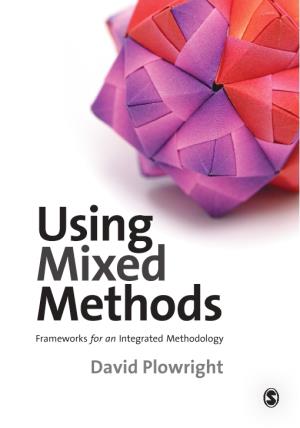 Using
Mixed
Methods
Frameworks for an Integrated Methodology
David Plowright